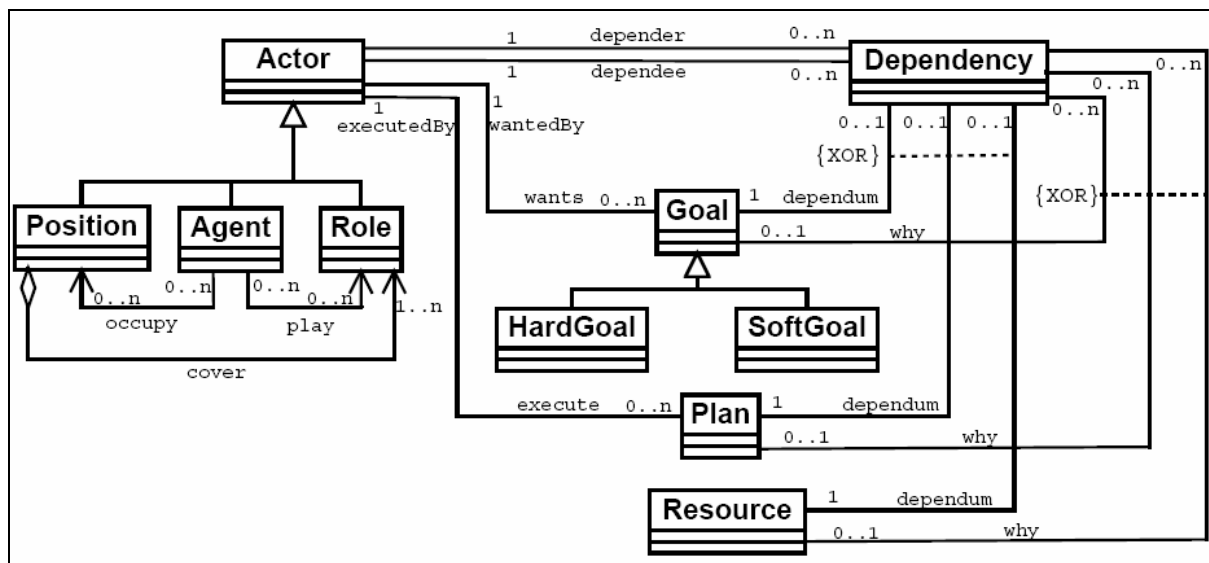 Actor
1 depender 0..n
Dependency
1 dependee 0..n
1
executedBy
1
wantedBy
0..n
0..n
0..n
0..1 0..1 0..1
{XOR}
{XOR}
Position
Agent
Role
wants 0..n
Goal
1 dependum
0..1 why
0..n 0..n 0..n 0..n 1..n
occupy play
cover
HardGoal
SoftGoal
execute 0..n
Plan
1 dependum
0..1 why
Resource
1 dependum
0..1 why